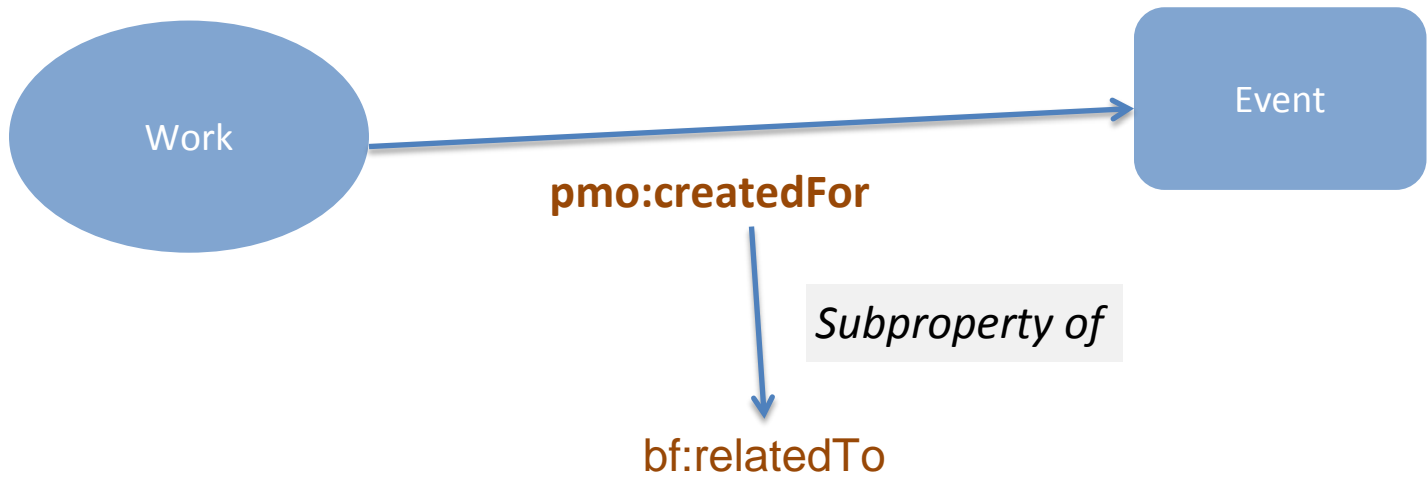 Work
Event
pmo:createdFor
Subproperty of
bf:relatedTo